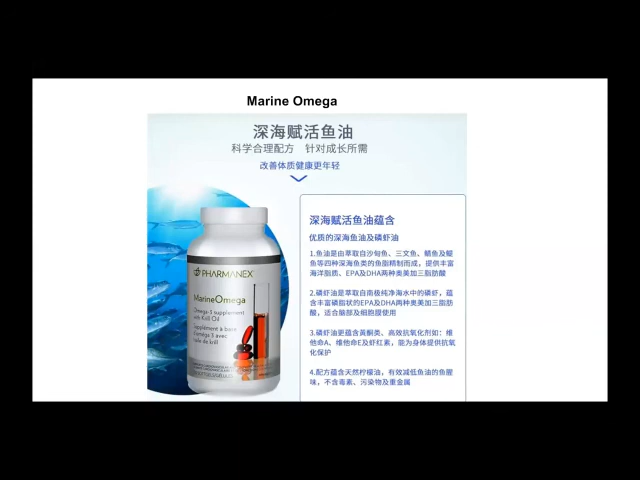 Marine Omega
深海赋活鱼油
科学合理配方 针对成长所需
改善体质健康更年轻
深海赋活鱼油蕴含
优质的深海鱼油及磷虾油
1.鱼油是由萃取自沙甸鱼、三文鱼、鲭鱼及鳀
鱼等四种深海鱼类的鱼脂精制而成，提供丰富
海洋脂质、EPA及DHA两种奥美加三脂肪酸
2.磷虾油是萃取自南极纯净海水中的磷虾，蕴
含丰富磷脂状的EPA及DHA两种奥美加三脂肪
酸，适合脑部及细胞膜使用
3.磷虾油更蕴含黄酮类、高效抗氧化剂如：维
他命A、维他命E及虾红素，能为身体提供抗氧
化保护
4.配方蕴含天然柠檬油，有效减低鱼油的鱼腥
味，不含毒素、污染物及重金属
PHARMANEX
MarineOmega
Omega-3 supplement
with Krill Oil
Supplément à base
d'oméga 3 avec
huile de krill